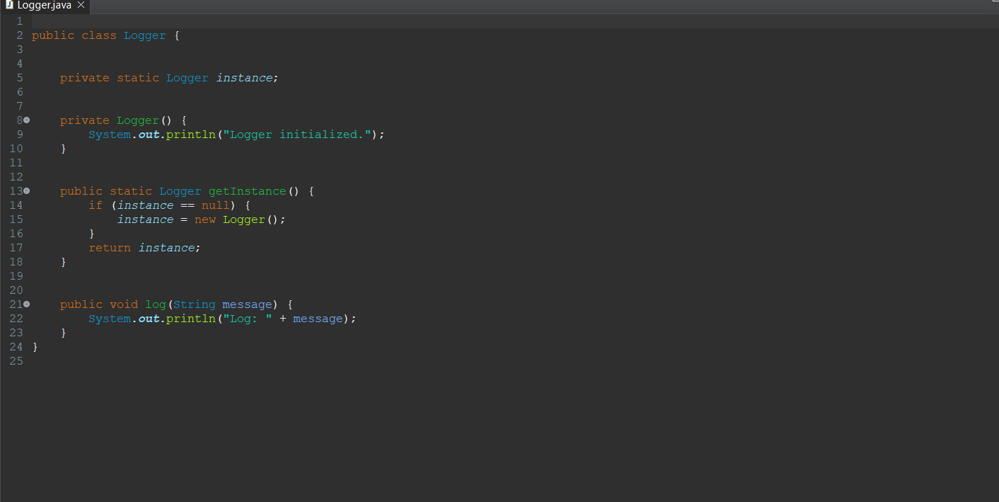 Logger.java
1
2 public class Logger {
3
4
5     private static Logger instance;
6
7
8     private Logger() {
9         System.out.println("Logger initialized.");
10     }
11
12
13     public static Logger getInstance() {
14         if (instance == null) {
15             instance = new Logger();
16         }
17         return instance;
18     }
19
20
21     public void log(String message) {
22         System.out.println("Log: " + message);
23     }
24 }
25